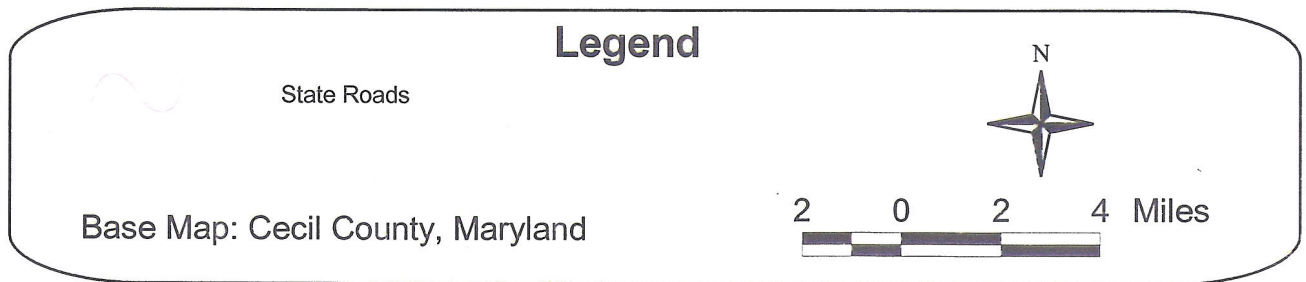 Legend
N
State Roads
2 0 2 4 Miles
Base Map: Cecil County, Maryland